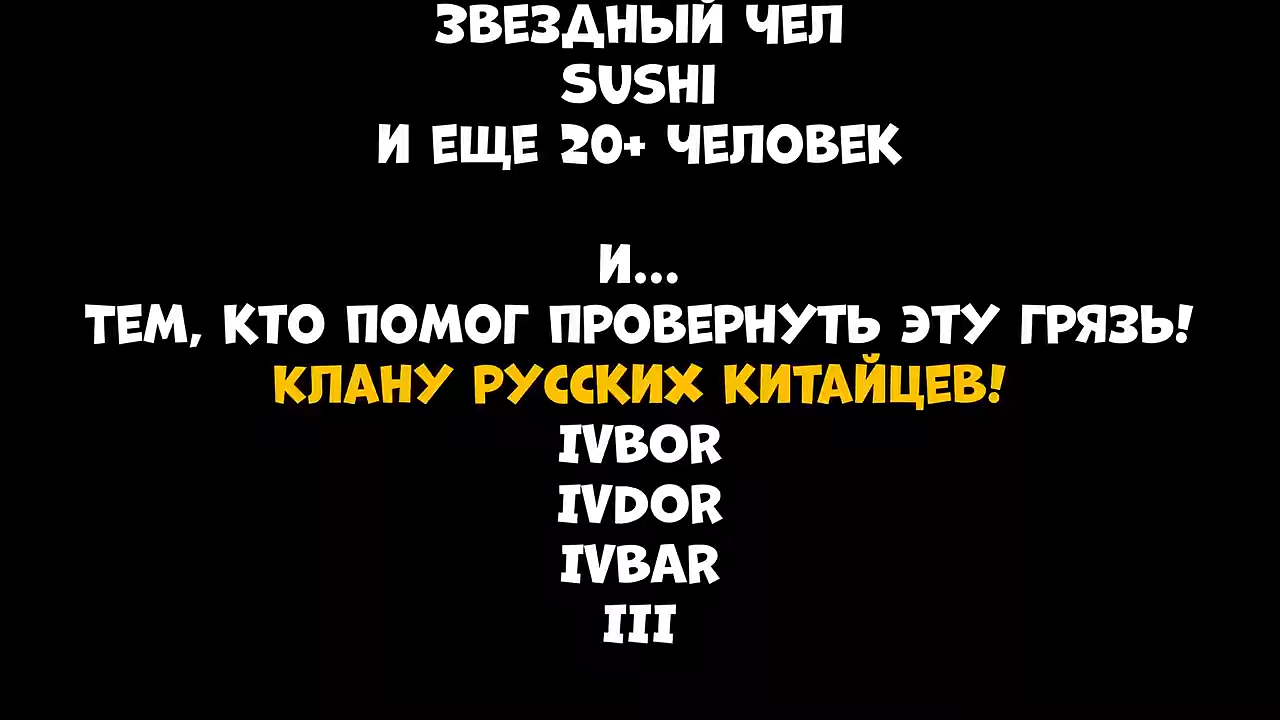 ЗВЕЗДНЫЙ ЧЕЛ
SUSHI
И ЕЩЕ 20+ ЧЕЛОВЕК
И...
ТЕМ, КТО ПОМОГ ПРОВЕРНУТЬ ЭТУ ГРЯЗЬ!
КЛАНУ РУССКИХ КИТАЙЦЕВ!
IVBOR
IVDOR
IVBAR
III